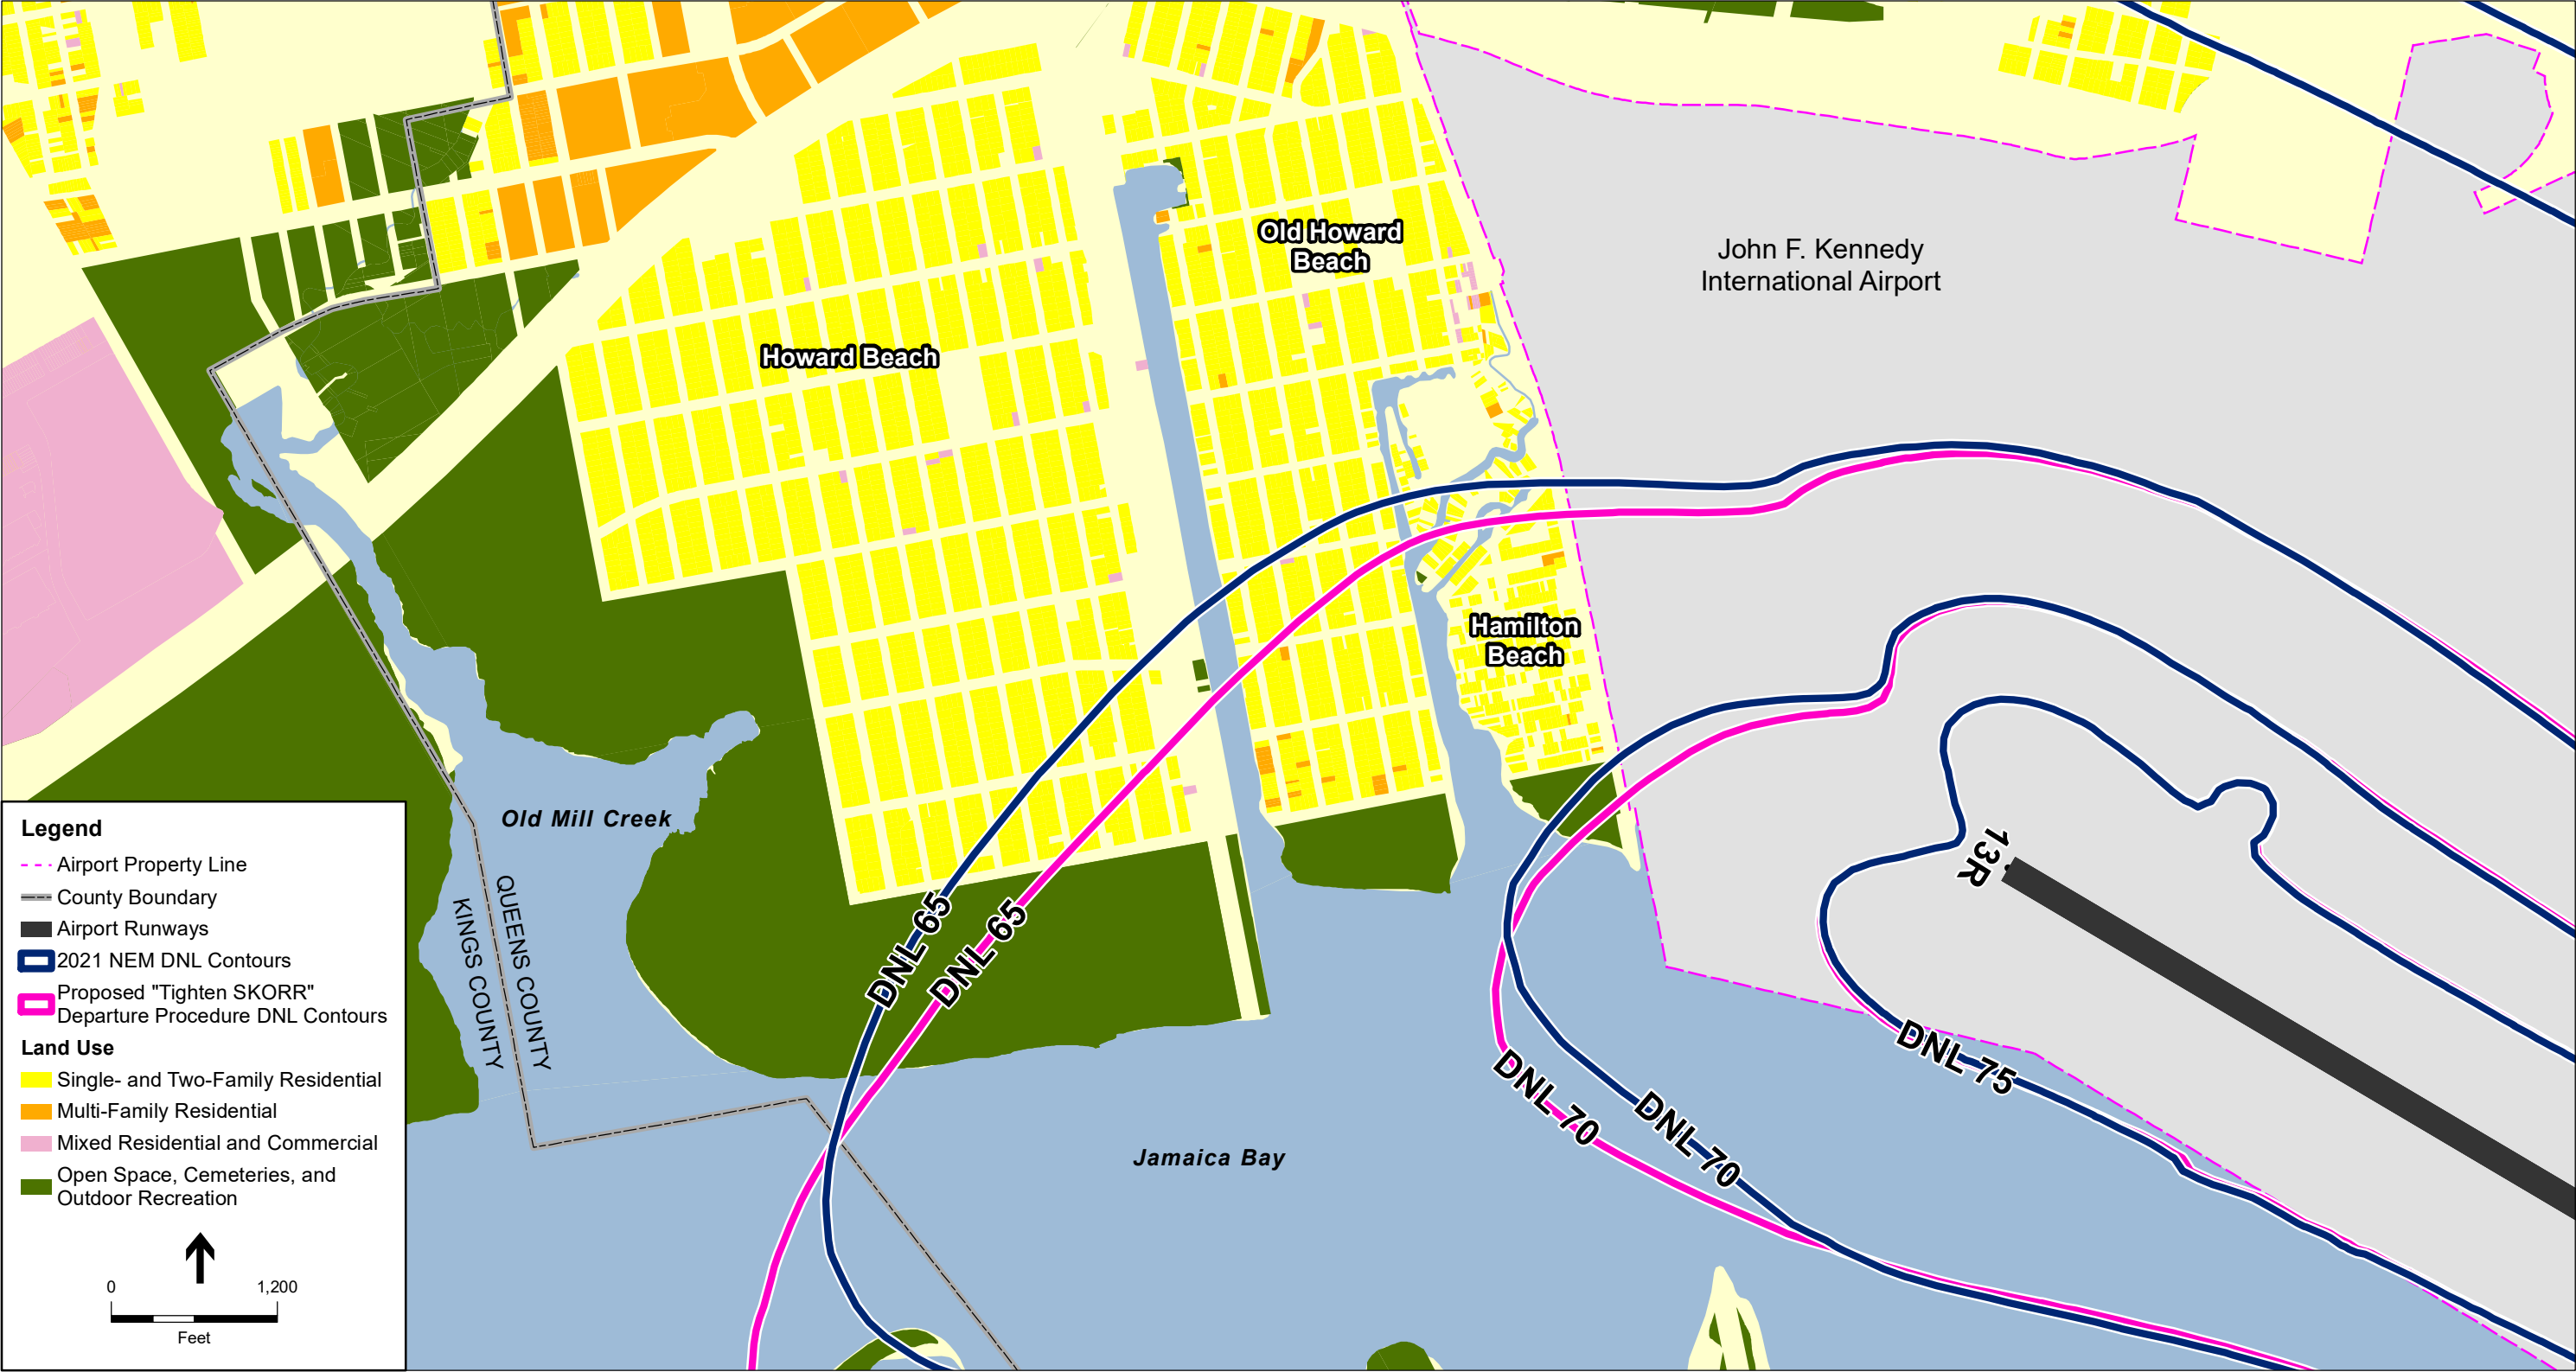 Old Howard
Beach
John F. Kennedy
International Airport
Howard Beach
Hamilton
Beach
Old Mill Creek
13R
DNL 65
DNL 65
QUEENS COUNTY
KINGS COUNTY
DNL 75
DNL 70
DNL 70
Jamaica Bay
Legend
Airport Property Line
County Boundary
Airport Runways
2021 NEM DNL Contours
Proposed "Tighten SKORR"
Departure Procedure DNL Contours
Land Use
Single- and Two-Family Residential
Multi-Family Residential
Mixed Residential and Commercial
Open Space, Cemeteries, and
Outdoor Recreation
0 1,200
Feet